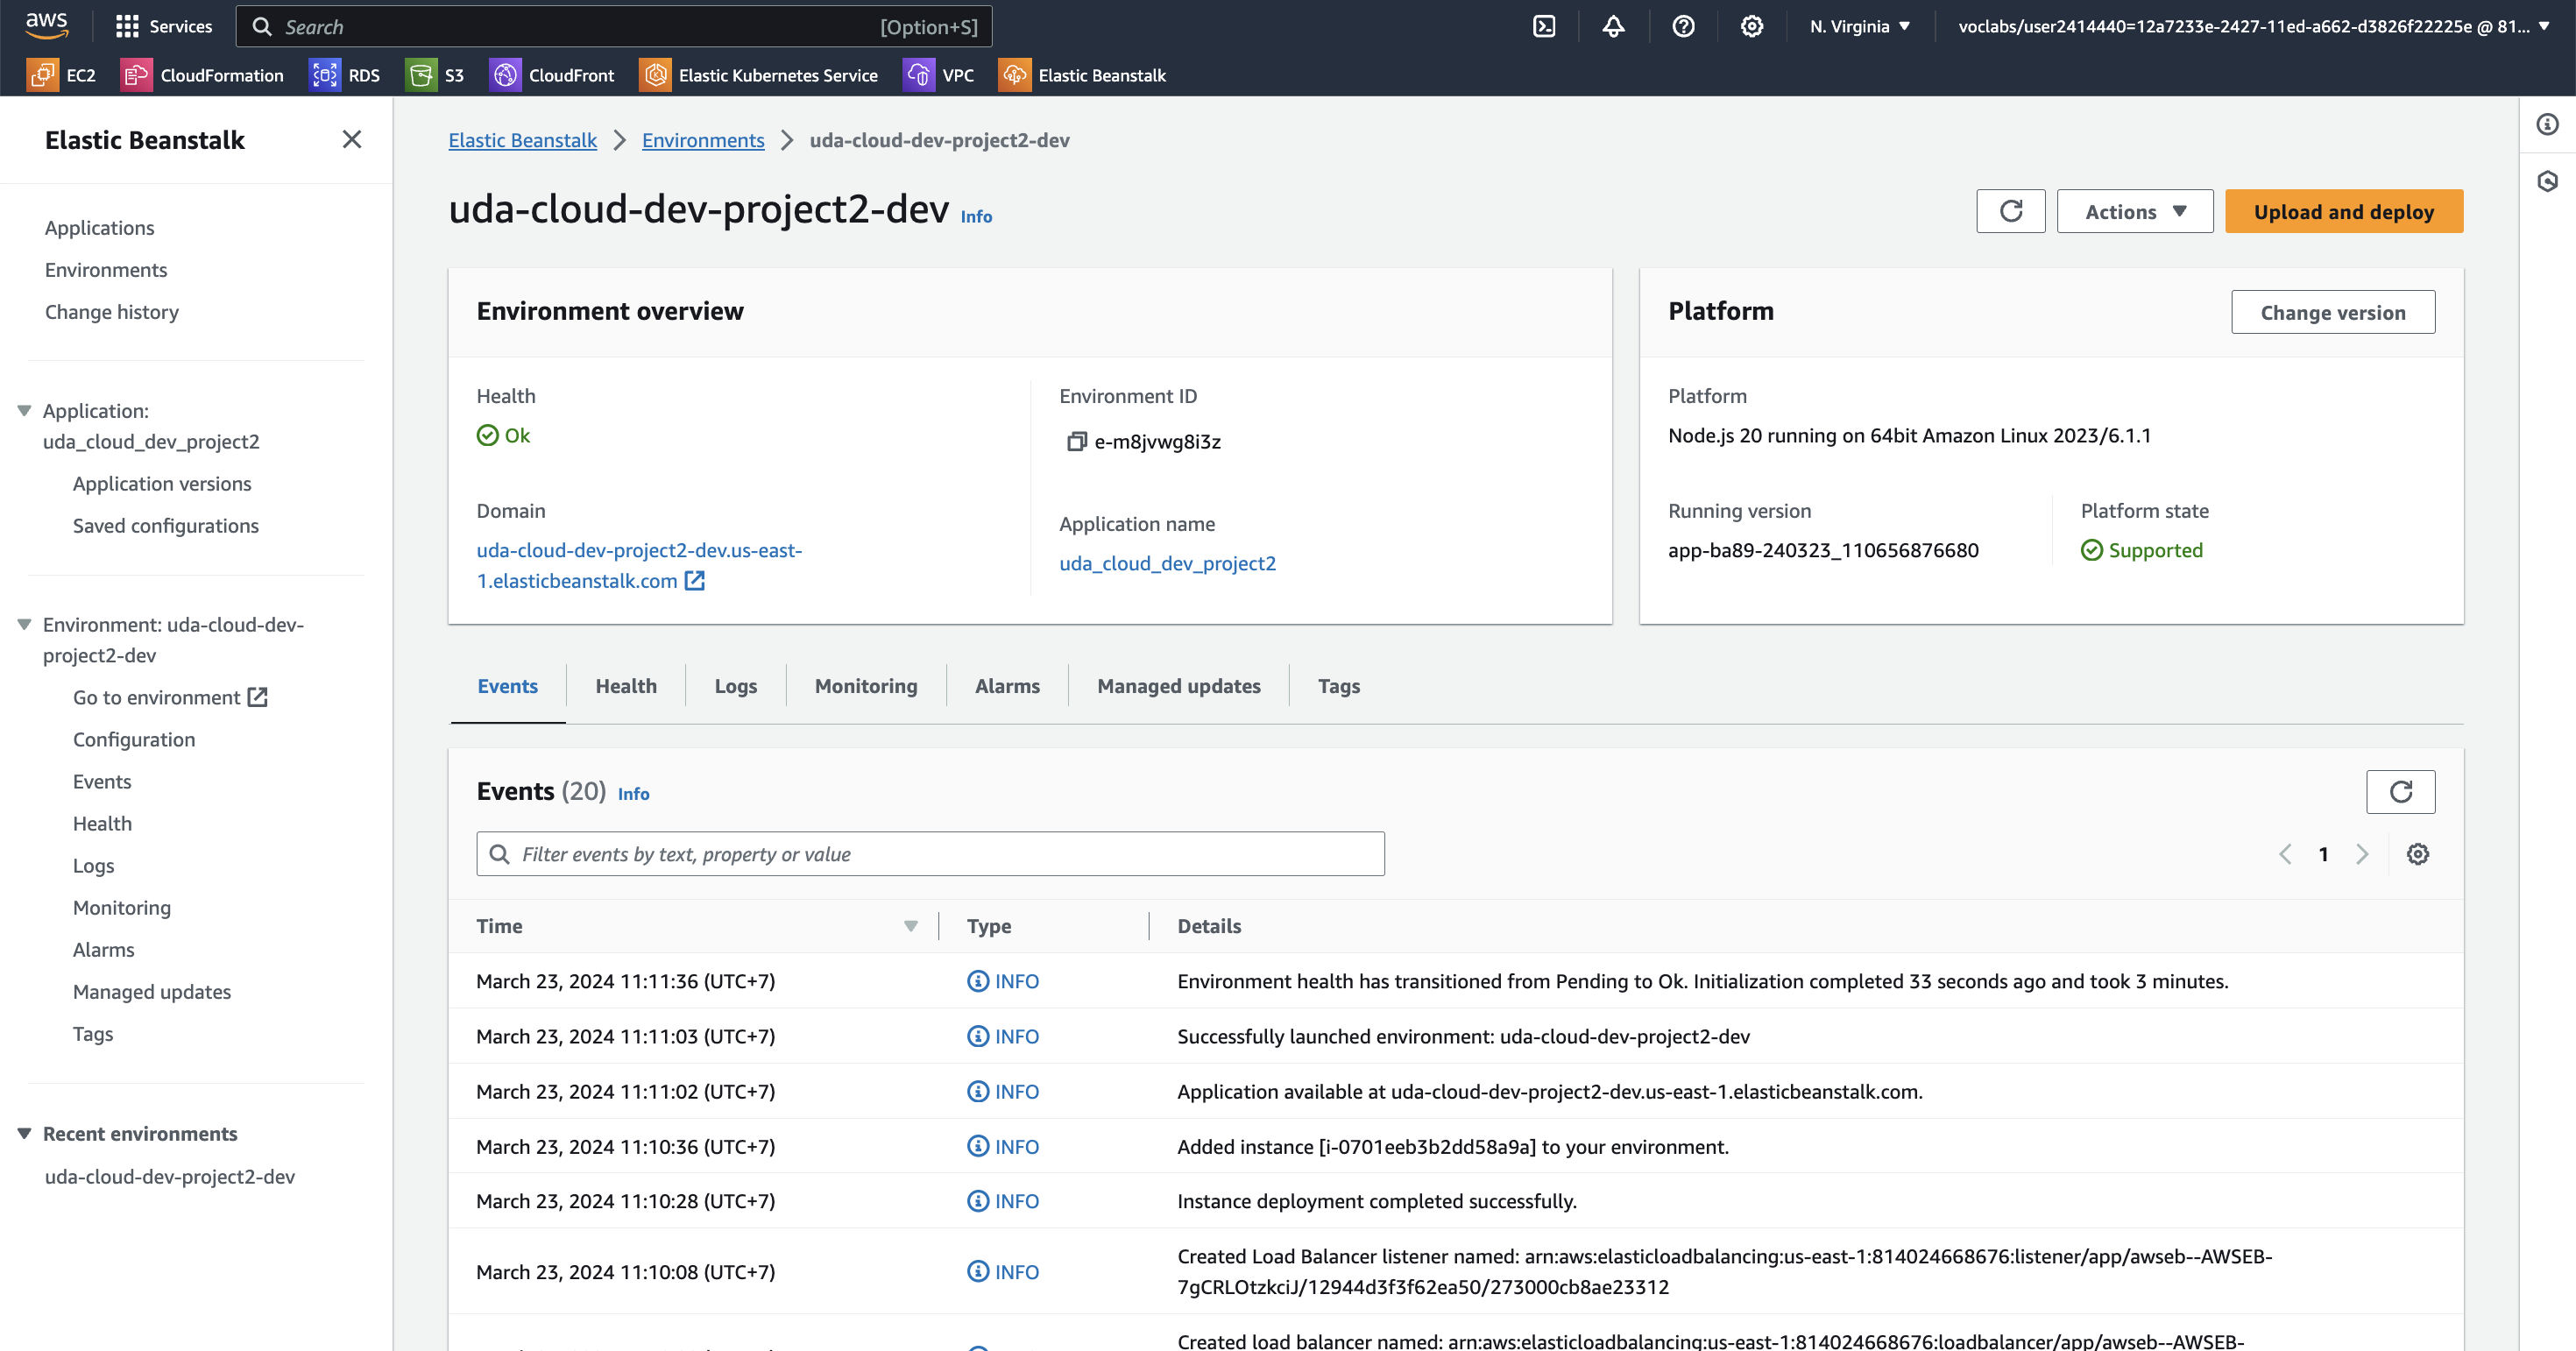 aws
Services
Search
[Option+S]
N. Virginia
voclabs/user2414440=12a7233e-2427-11ed-a662-d3826f22225e @ 81...
EC2
CloudFormation
RDS
S3
CloudFront
Elastic Kubernetes Service
VPC
Elastic Beanstalk
Elastic Beanstalk
Applications
Environments
Change history
Application:
uda_cloud_dev_project2
Application versions
Saved configurations
Environment: uda-cloud-dev-
project2-dev
Go to environment
Configuration
Events
Health
Logs
Monitoring
Alarms
Managed updates
Tags
Recent environments
uda-cloud-dev-project2-dev
Elastic Beanstalk
Environments
uda-cloud-dev-project2-dev
uda-cloud-dev-project2-dev Info
Actions
Upload and deploy
Environment overview
Health
Ok
Domain
uda-cloud-dev-project2-dev.us-east-
1.elasticbeanstalk.com
Environment ID
e-m8jvwg8i3z
Application name
uda_cloud_dev_project2
Platform
Change version
Platform
Node.js 20 running on 64bit Amazon Linux 2023/6.1.1
Running version
app-ba89-240323_110656876680
Platform state
Supported
Events
Health
Logs
Monitoring
Alarms
Managed updates
Tags
Events (20) Info
Filter events by text, property or value
1
Time Type Details
March 23, 2024 11:11:36 (UTC+7) INFO Environment health has transitioned from Pending to Ok. Initialization completed 33 seconds ago and took 3 minutes.
March 23, 2024 11:11:03 (UTC+7) INFO Successfully launched environment: uda-cloud-dev-project2-dev
March 23, 2024 11:11:02 (UTC+7) INFO Application available at uda-cloud-dev-project2-dev.us-east-1.elasticbeanstalk.com.
March 23, 2024 11:10:36 (UTC+7) INFO Added instance [i-0701eeb3b2dd58a9a] to your environment.
March 23, 2024 11:10:28 (UTC+7) INFO Instance deployment completed successfully.
March 23, 2024 11:10:08 (UTC+7) INFO Created Load Balancer listener named: arn:aws:elasticloadbalancing:us-east-1:814024668676:listener/app/awseb--AWSEB-
7gCRLOtzkciJ/12944d3f3f62ea50/273000cb8ae23312
Created load balancer named: arn:aws:elasticloadbalancing:us-east-1:814024668676:loadbalancer/app/awseb--AWSEB-